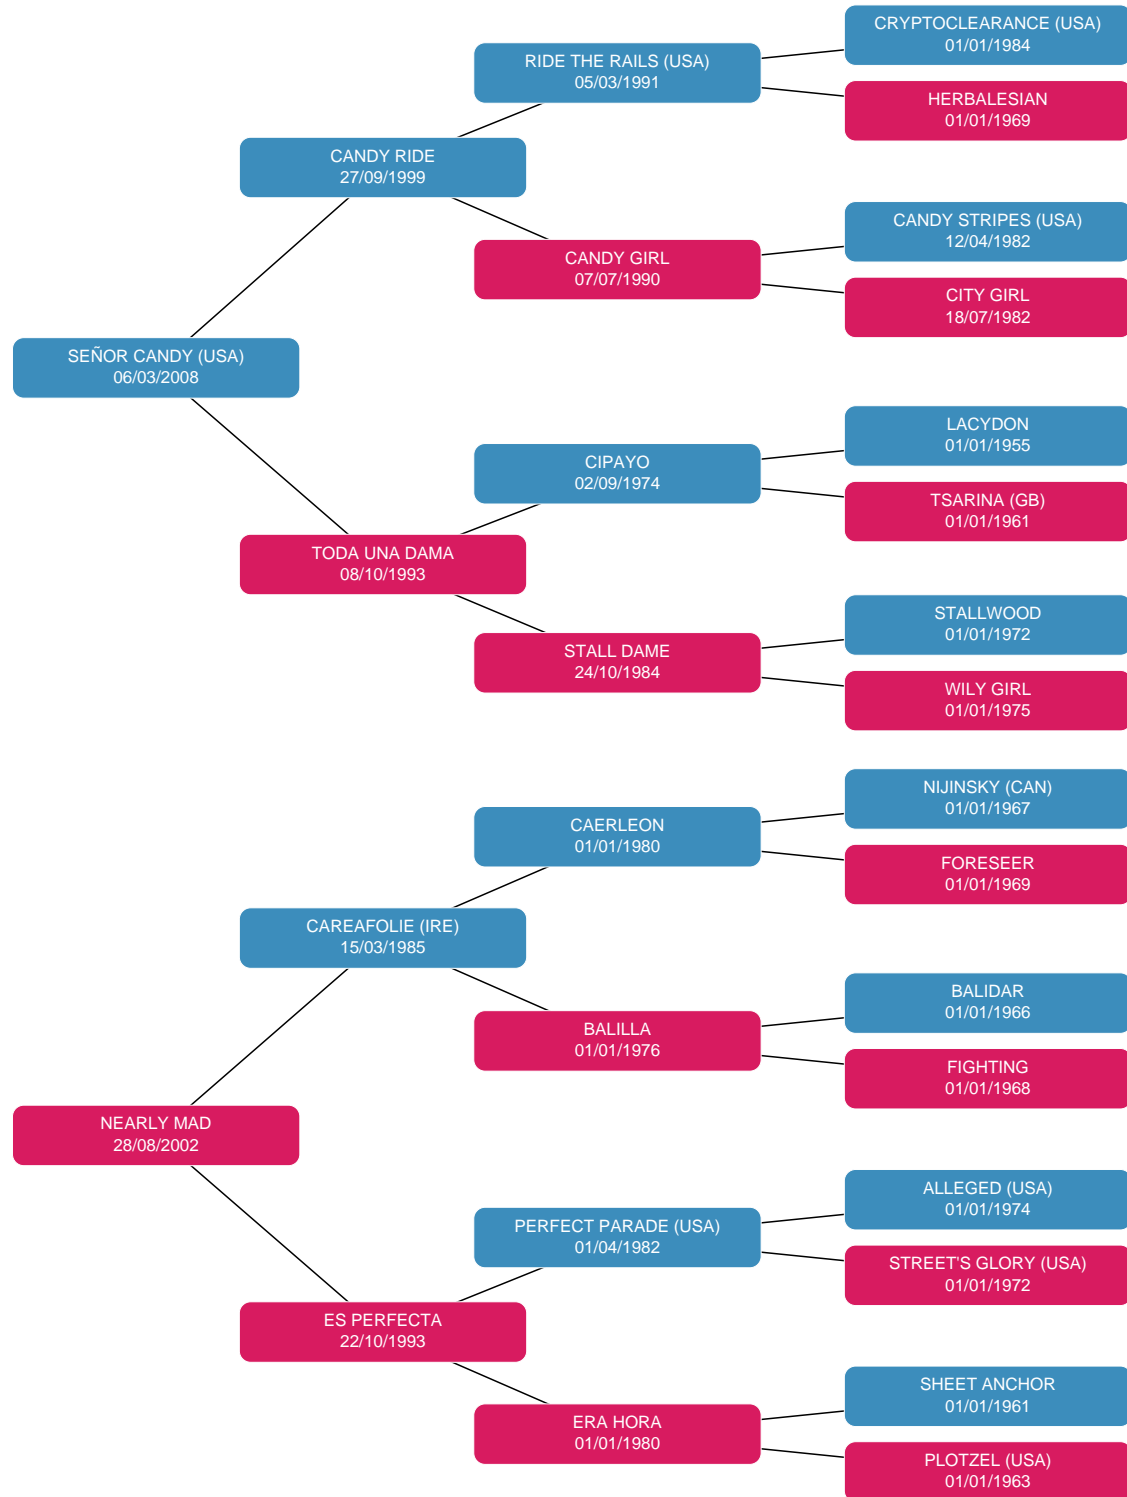 CRYPTOCLEARANCE (USA)
01/01/1984
RIDE THE RAILS (USA)
05/03/1991
HERBALESIAN
01/01/1969
CANDY RIDE
27/09/1999
CANDY STRIPES (USA)
12/04/1982
CANDY GIRL
07/07/1990
CITY GIRL
18/07/1982
SEÑOR CANDY (USA)
06/03/2008
LACYDON
01/01/1955
CIPAYO
02/09/1974
TSARINA (GB)
01/01/1961
TODA UNA DAMA
08/10/1993
STALLWOOD
01/01/1972
STALL DAME
24/10/1984
WILY GIRL
01/01/1975
NIJINSKY (CAN)
01/01/1967
CAERLEON
01/01/1980
FORESEER
01/01/1969
CAREAFOLIE (IRE)
15/03/1985
BALIDAR
01/01/1966
BALILLA
01/01/1976
FIGHTING
01/01/1968
NEARLY MAD
28/08/2002
ALLEGED (USA)
01/01/1974
PERFECT PARADE (USA)
01/04/1982
STREET'S GLORY (USA)
01/01/1972
ES PERFECTA
22/10/1993
SHEET ANCHOR
01/01/1961
ERA HORA
01/01/1980
PLOTZEL (USA)
01/01/1963